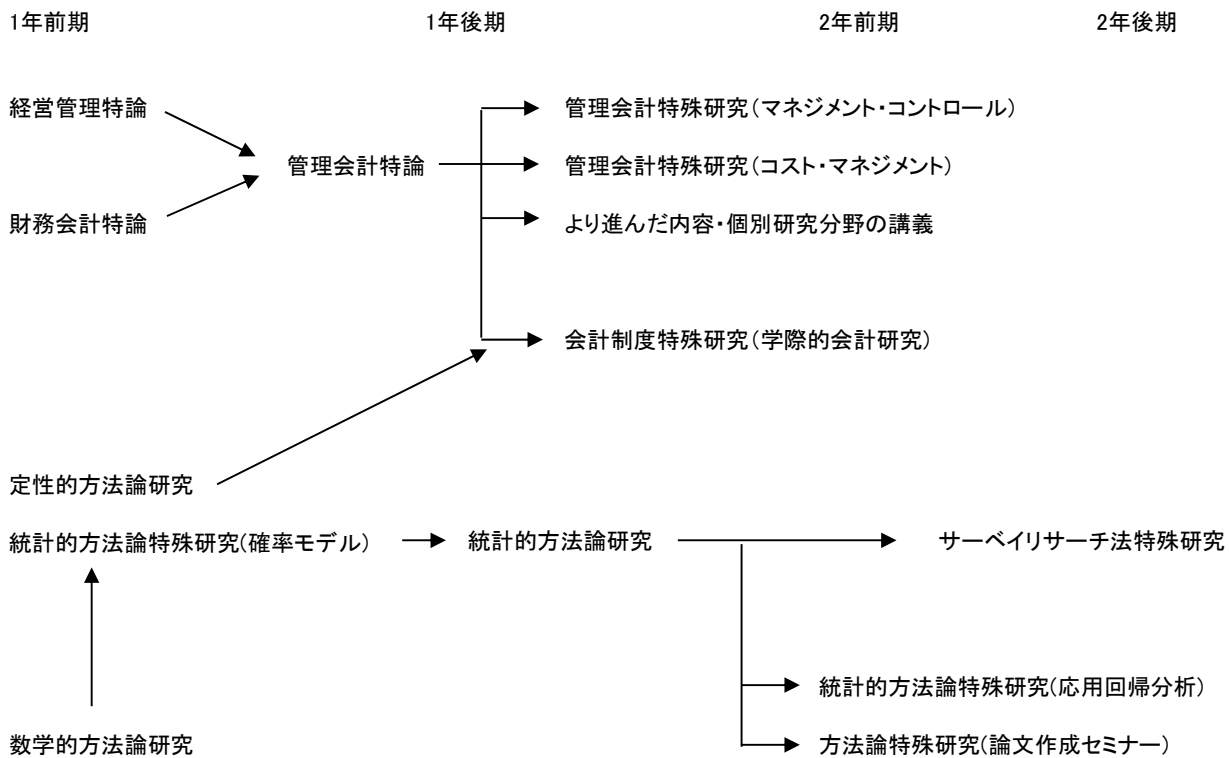 1年前期 1年後期 2年前期 2年後期
経営管理特論 管理会計特殊研究(マネジメント・コントロール)
管理会計特論 管理会計特殊研究(コスト・マネジメント)
財務会計特論 より進んだ内容・個別研究分野の講義
会計制度特殊研究(学際的会計研究)
定性的方法論研究
統計的方法論特殊研究(確率モデル) 統計的方法論研究 サーベイリサーチ法特殊研究
統計的方法論特殊研究(応用回帰分析)
数学的方法論研究 方法論特殊研究(論文作成セミナー)